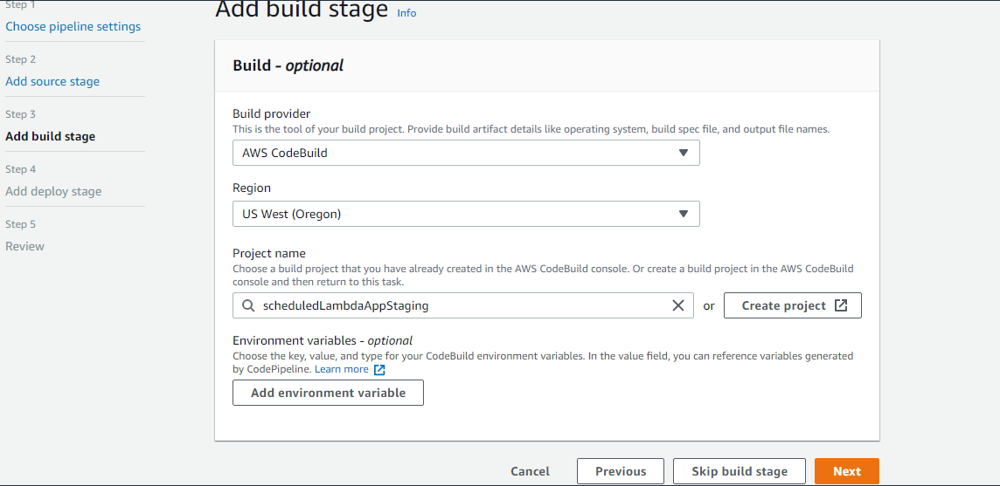 Step 1
Choose pipeline settings
Step 2
Add source stage
Step 3
Add build stage
Step 4
Add deploy stage
Step 5
Review
Add build stage Info
Build - optional
Build provider
This is the tool of your build project. Provide build artifact details like operating system, build spec file, and output file names.
AWS CodeBuild
Region
US West (Oregon)
Project name
Choose a build project that you have already created in the AWS CodeBuild console. Or create a build project in the AWS CodeBuild
console and then return to this task.
scheduledLambdaAppStaging or Create project
Environment variables - optional
Choose the key, value, and type for your CodeBuild environment variables. In the value field, you can reference variables generated
by CodePipeline. Learn more
Add environment variable
Cancel Previous Skip build stage Next